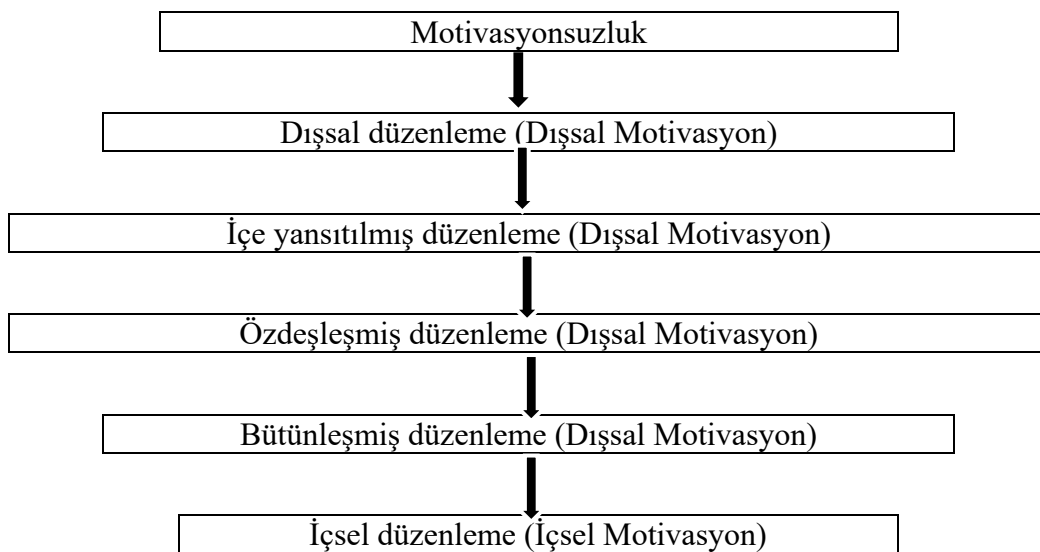 Motivasyonsuzluk
Dışsal düzenleme (Dışsal Motivasyon)
İçe yansıtılmış düzenleme (Dışsal Motivasyon)
Özdeşleşmiş düzenleme (Dışsal Motivasyon)
Bütünleşmiş düzenleme (Dışsal Motivasyon)
İçsel düzenleme (İçsel Motivasyon)